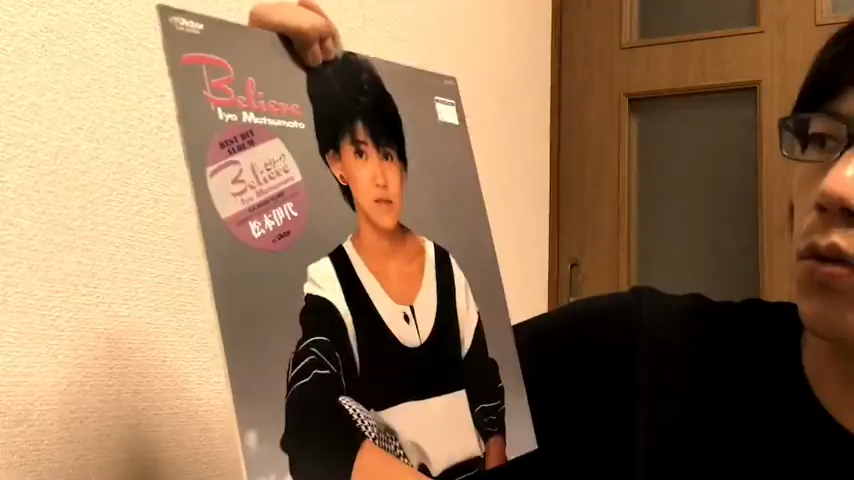 Victor
Believe
Iyo Matsumoto
BEST HIT
ALBUM
ビリーヴ
Believe
Iyo Matsumoto
松本伊代
Victor